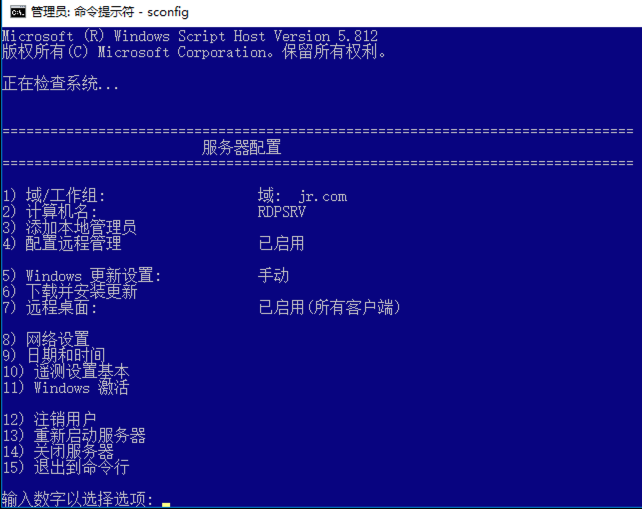 管理员: 命令提示符 - sconfig
Microsoft (R) Windows Script Host Version 5.812
版权所有(C) Microsoft Corporation。保留所有权利。
正在检查系统...
===============================================================================
服务器配置
===============================================================================
1) 域/工作组: 域: jr.com
2) 计算机名: RDPSRV
3) 添加本地管理员
4) 配置远程管理 已启用
5) Windows 更新设置: 手动
6) 下载并安装更新
7) 远程桌面: 已启用(所有客户端)
8) 网络设置
9) 日期和时间
10) 遥测设置基本
11) Windows 激活
12) 注销用户
13) 重新启动服务器
14) 关闭服务器
15) 退出到命令行
输入数字以选择选项: